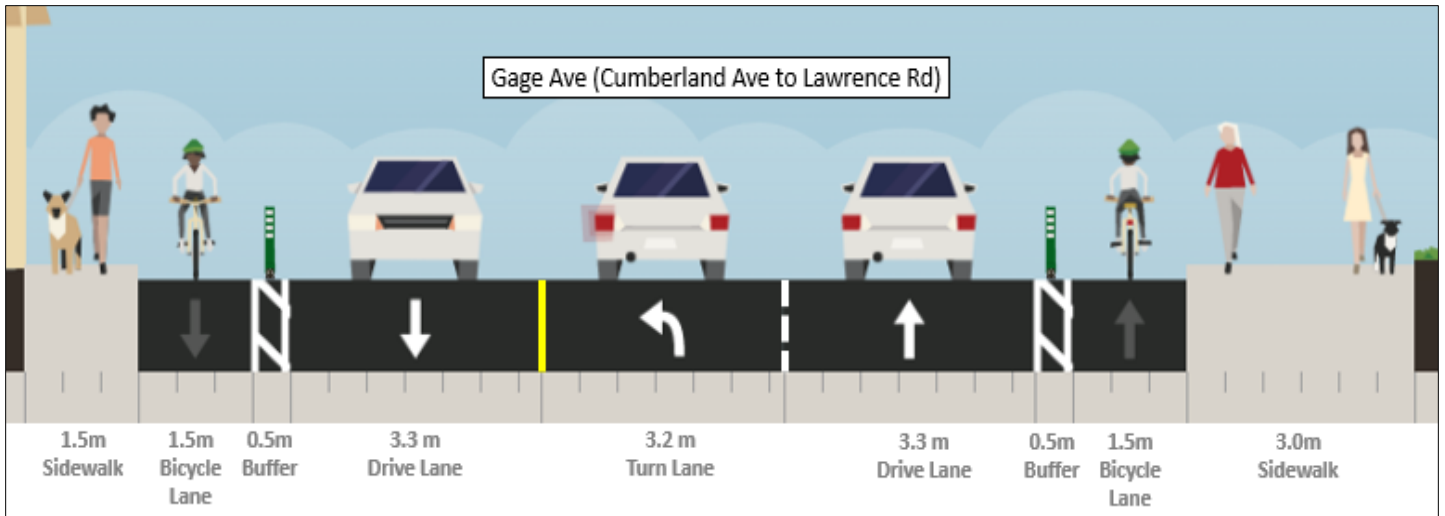 Gage Ave (Cumberland Ave to Lawrence Rd)
1.5m
Sidewalk
1.5m
Bicycle
Lane
0.5m
Buffer
3.3 m
Drive Lane
3.2 m
Turn Lane
3.3 m
Drive Lane
0.5m
Buffer
1.5m
Bicycle
Lane
3.0m
Sidewalk